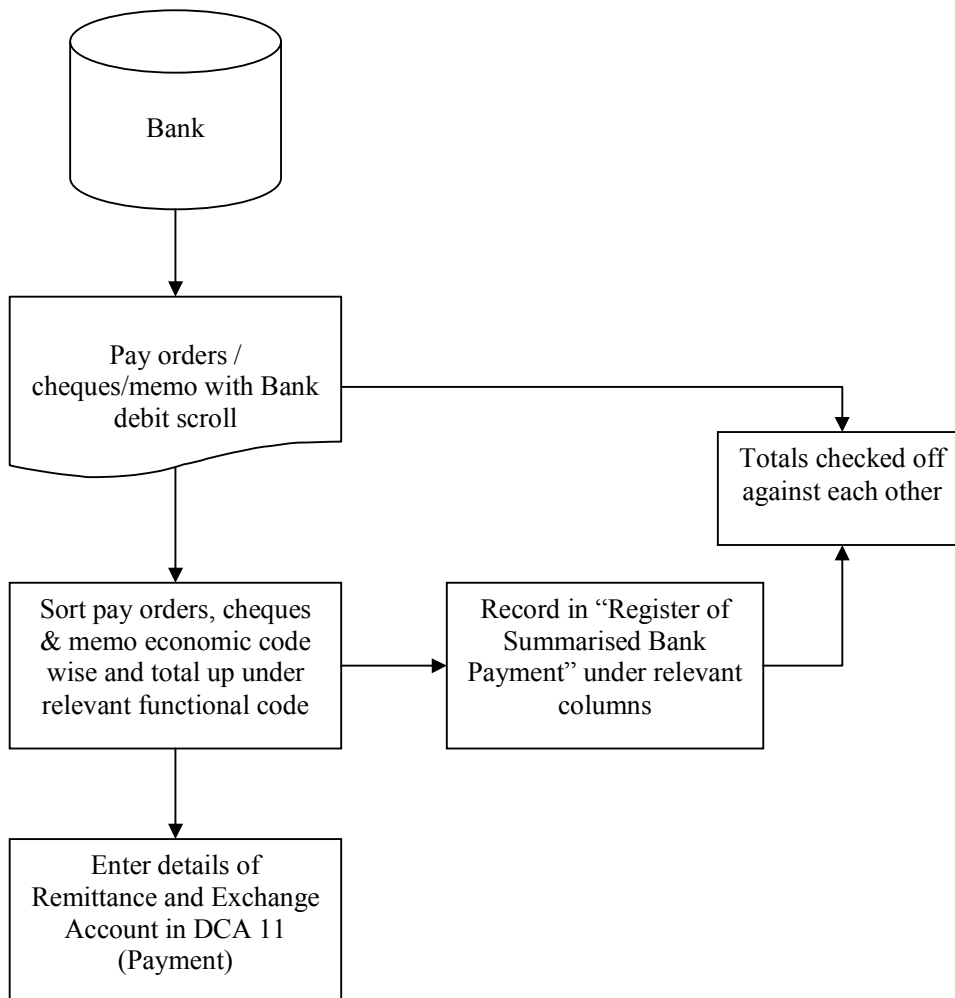 Bank
Pay orders /
cheques/memo with Bank
debit scroll
Totals checked off
against each other
Sort pay orders, cheques
& memo economic code
wise and total up under
relevant functional code
Record in “Register of
Summarised Bank
Payment” under relevant
columns
Enter details of
Remittance and Exchange
Account in DCA 11
(Payment)